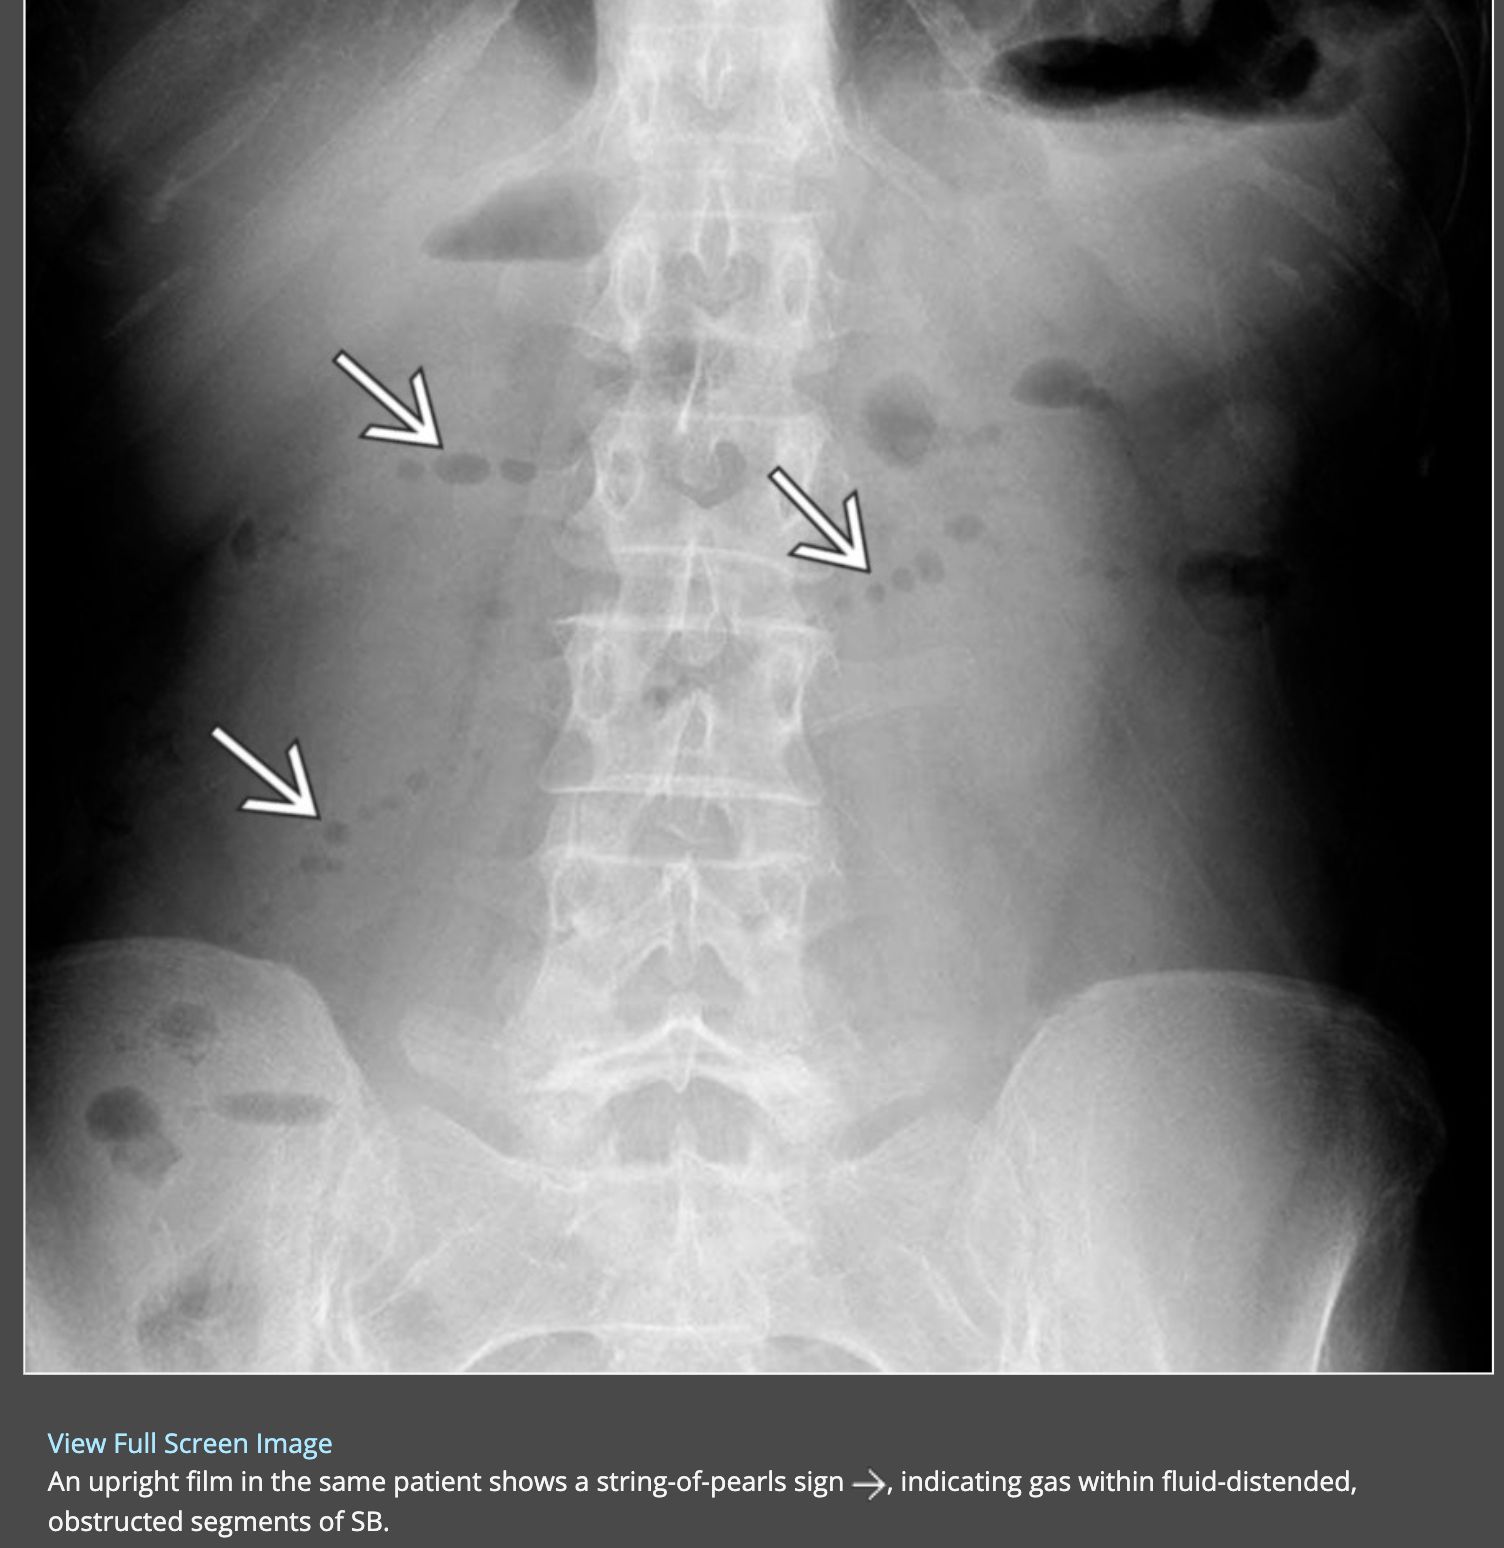 View Full Screen Image
An upright film in the same patient shows a string-of-pearls sign →, indicating gas within fluid-distended,
obstructed segments of SB.